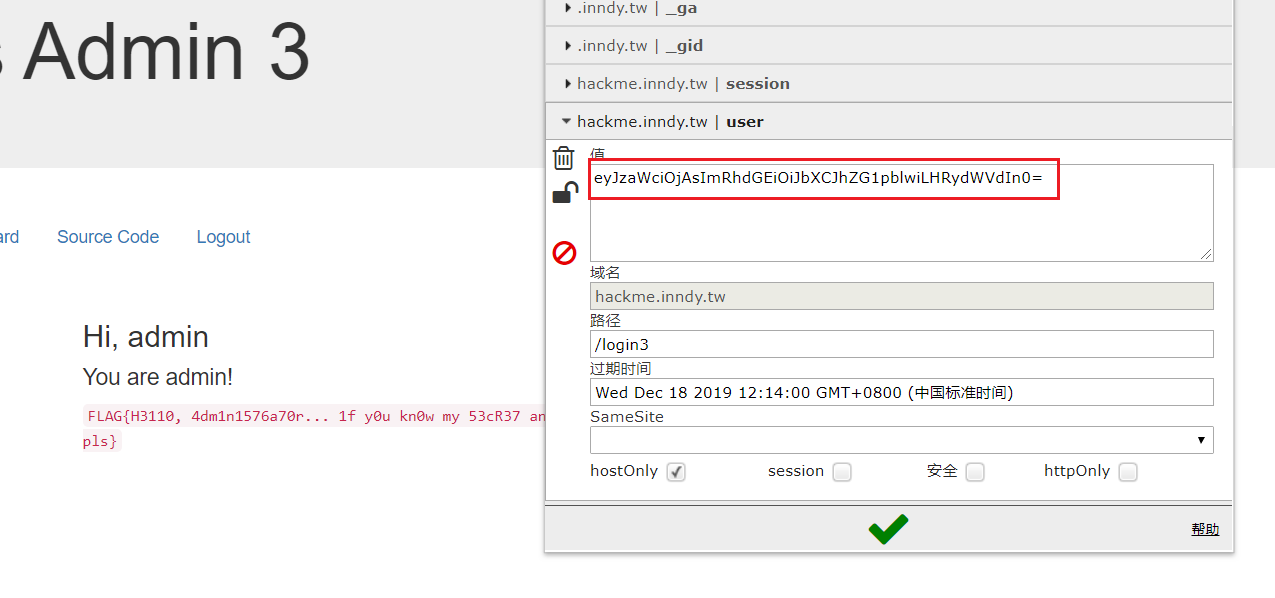 s Admin 3
ard Source Code Logout
Hi, admin
You are admin!
FLAG{H3110, 4dm1n1576a70r... 1f y0u kn0w my 53cR37 an
pls}
.inndy.tw | _ga
.inndy.tw | _gid
hackme.inndy.tw | session
hackme.inndy.tw | user
值
eyJzaWciOjAsImRhdGEiOiJbXCJhZG1pblwiLHRydWVdIn0=
域名
hackme.inndy.tw
路径
/login3
过期时间
Wed Dec 18 2019 12:14:00 GMT+0800 (中国标准时间)
SameSite
hostOnly session 安全 httpOnly
帮助